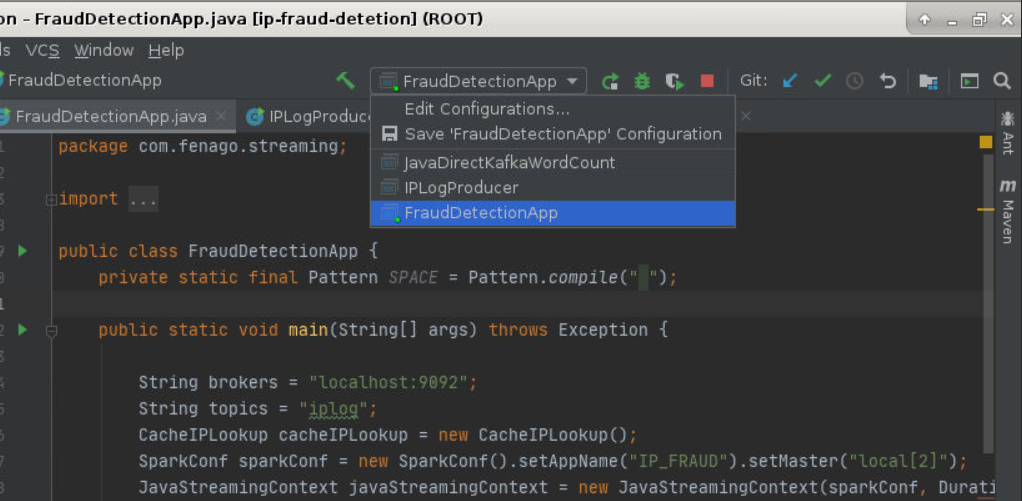 on – FraudDetectionApp.java [ip-fraud-detetion] (ROOT)
ls VCS Window Help
FraudDetectionApp
FraudDetectionApp
Git:
FraudDetectionApp.java
IPLogProduce
Edit Configurations...
Save 'FraudDetectionApp' Configuration
JavaDirectKafkaWordCount
IPLogProducer
FraudDetectionApp
Ant
m Maven
package com.fenago.streaming;
import ...
public class FraudDetectionApp {
private static final Pattern SPACE = Pattern.compile(" ");
public static void main(String[] args) throws Exception {
String brokers = "localhost:9092";
String topics = "iplog";
CacheIPLookup cacheIPLookup = new CacheIPLookup();
SparkConf sparkConf = new SparkConf().setAppName("IP_FRAUD").setMaster("local[2]");
JavaStreamingContext javaStreamingContext = new JavaStreamingContext(sparkConf, Durati